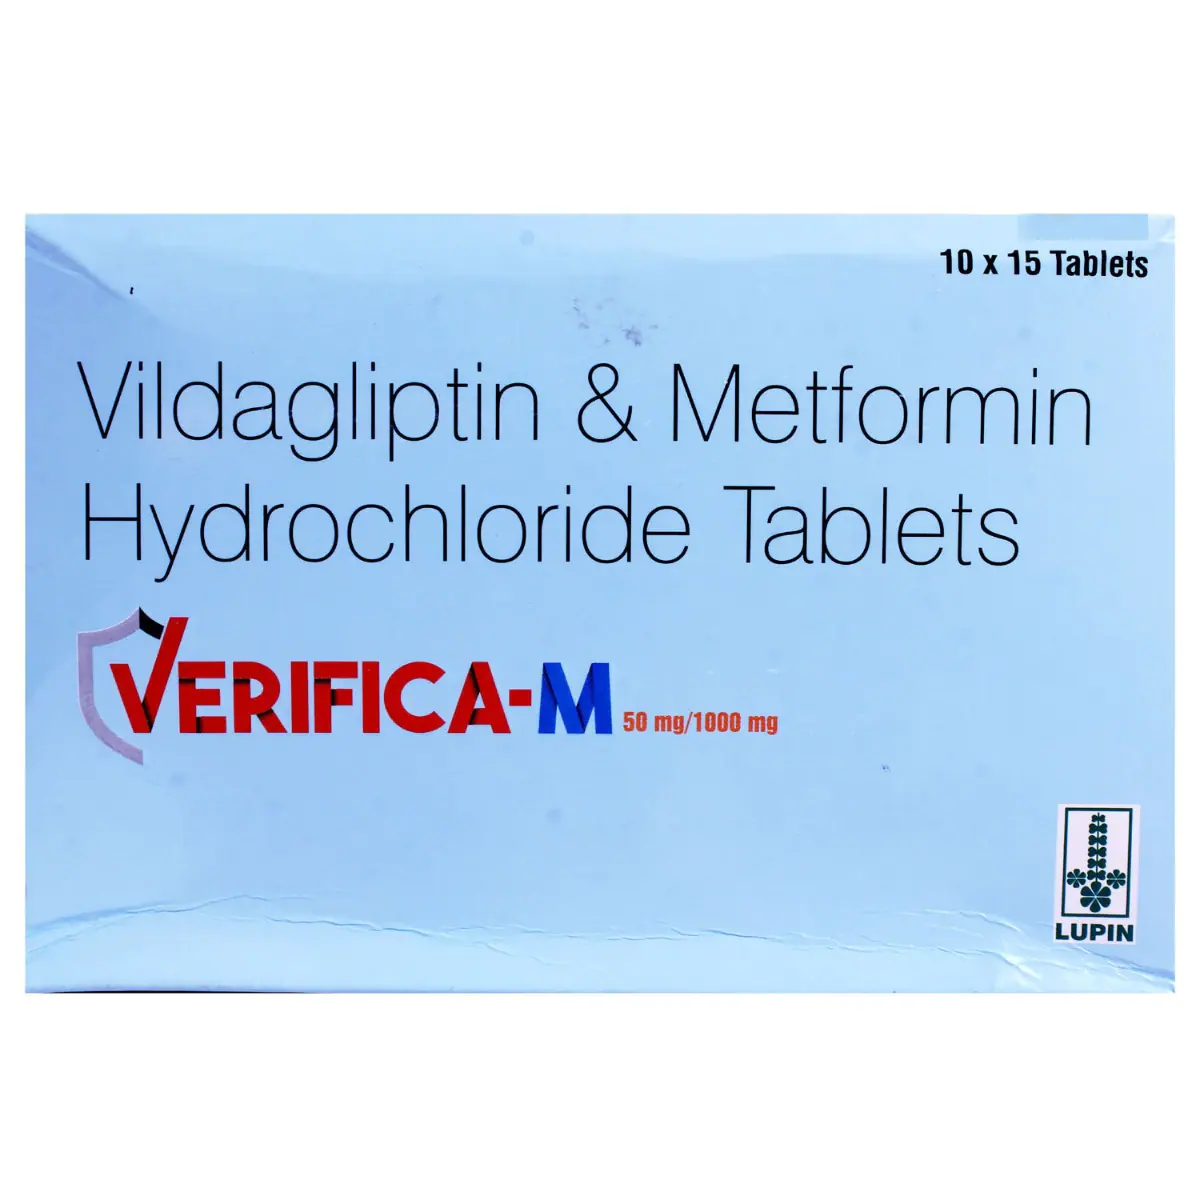 10 x 15 Tablets
Vildagliptin & Metformin
Hydrochloride Tablets
VERIFICA-M 50 mg/1000 mg
LUPIN